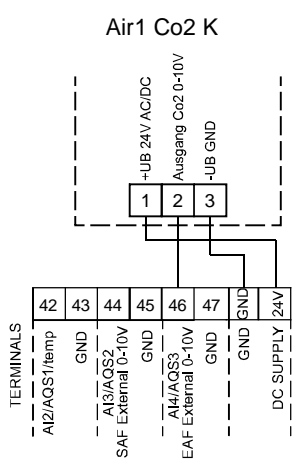 Air1 Co2 K
+UB 24V AC/DC
Ausgang Co2 0-10V
-UB GND
1 2 3
42 43 44 45 46 47 GND 24V
TERMINALS
AI2/AQS1/temp
GND
AI3/AQS2
SAF External 0-10V
GND
AI4/AQS3
EAF External 0-10V
GND
GND
DC SUPPLY